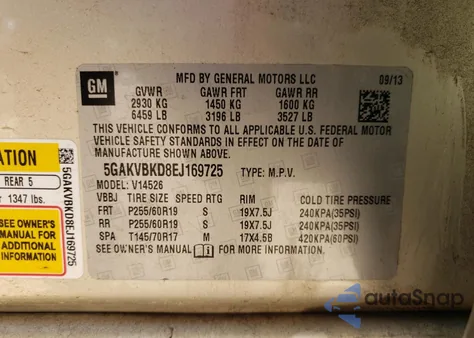 GM
MFD BY GENERAL MOTORS LLC 09/13
GVWR GAWR FRT GAWR RR
2930 KG 1450 KG 1600 KG
6459 LB 3196 LB 3527 LB
THIS VEHICLE CONFORMS TO ALL APPLICABLE U.S. FEDERAL MOTOR
VEHICLE SAFETY STANDARDS IN EFFECT ON THE DATE OF
MANUFACTURE SHOWN ABOVE.
5GAKVBKD8EJ169725 TYPE: M.P.V.
MODEL: V14526
VBBJ TIRE SIZE SPEED RTG RIM COLD TIRE PRESSURE
FRT P255/60R19 S 19X7.5J 240KPA(35PSI)
RR P255/60R19 S 19X7.5J 240KPA(35PSI)
SPA T145/70R17 M 17X4.5B 420KPA(60PSI)
SEE OWNER'S MANUAL FOR MORE INFORMATION.
ATION
REAR 5
r 1347 lbs.
SEE OWNER'S
MANUAL FOR
ADDITIONAL
INFORMATION
5GAKVBKD8EJ169725
autoSnap